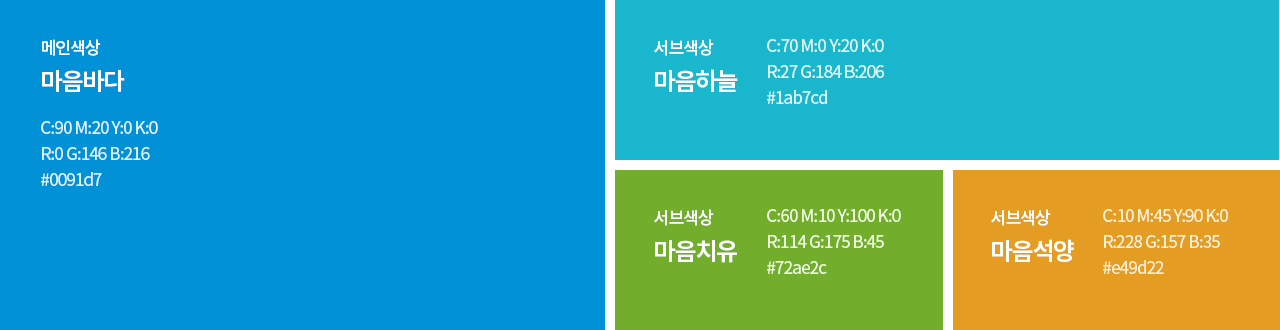 메인색상
마음바다
C:90 M:20 Y:0 K:0
R:0 G:146 B:216
#0091d7
서브색상
마음하늘
C:70 M:0 Y:20 K:0
R:27 G:184 B:206
#1ab7cd
서브색상
마음치유
C:60 M:10 Y:100 K:0
R:114 G:175 B:45
#72ae2c
서브색상
마음석양
C:10 M:45 Y:90 K:0
R:228 G:157 B:35
#e49d22